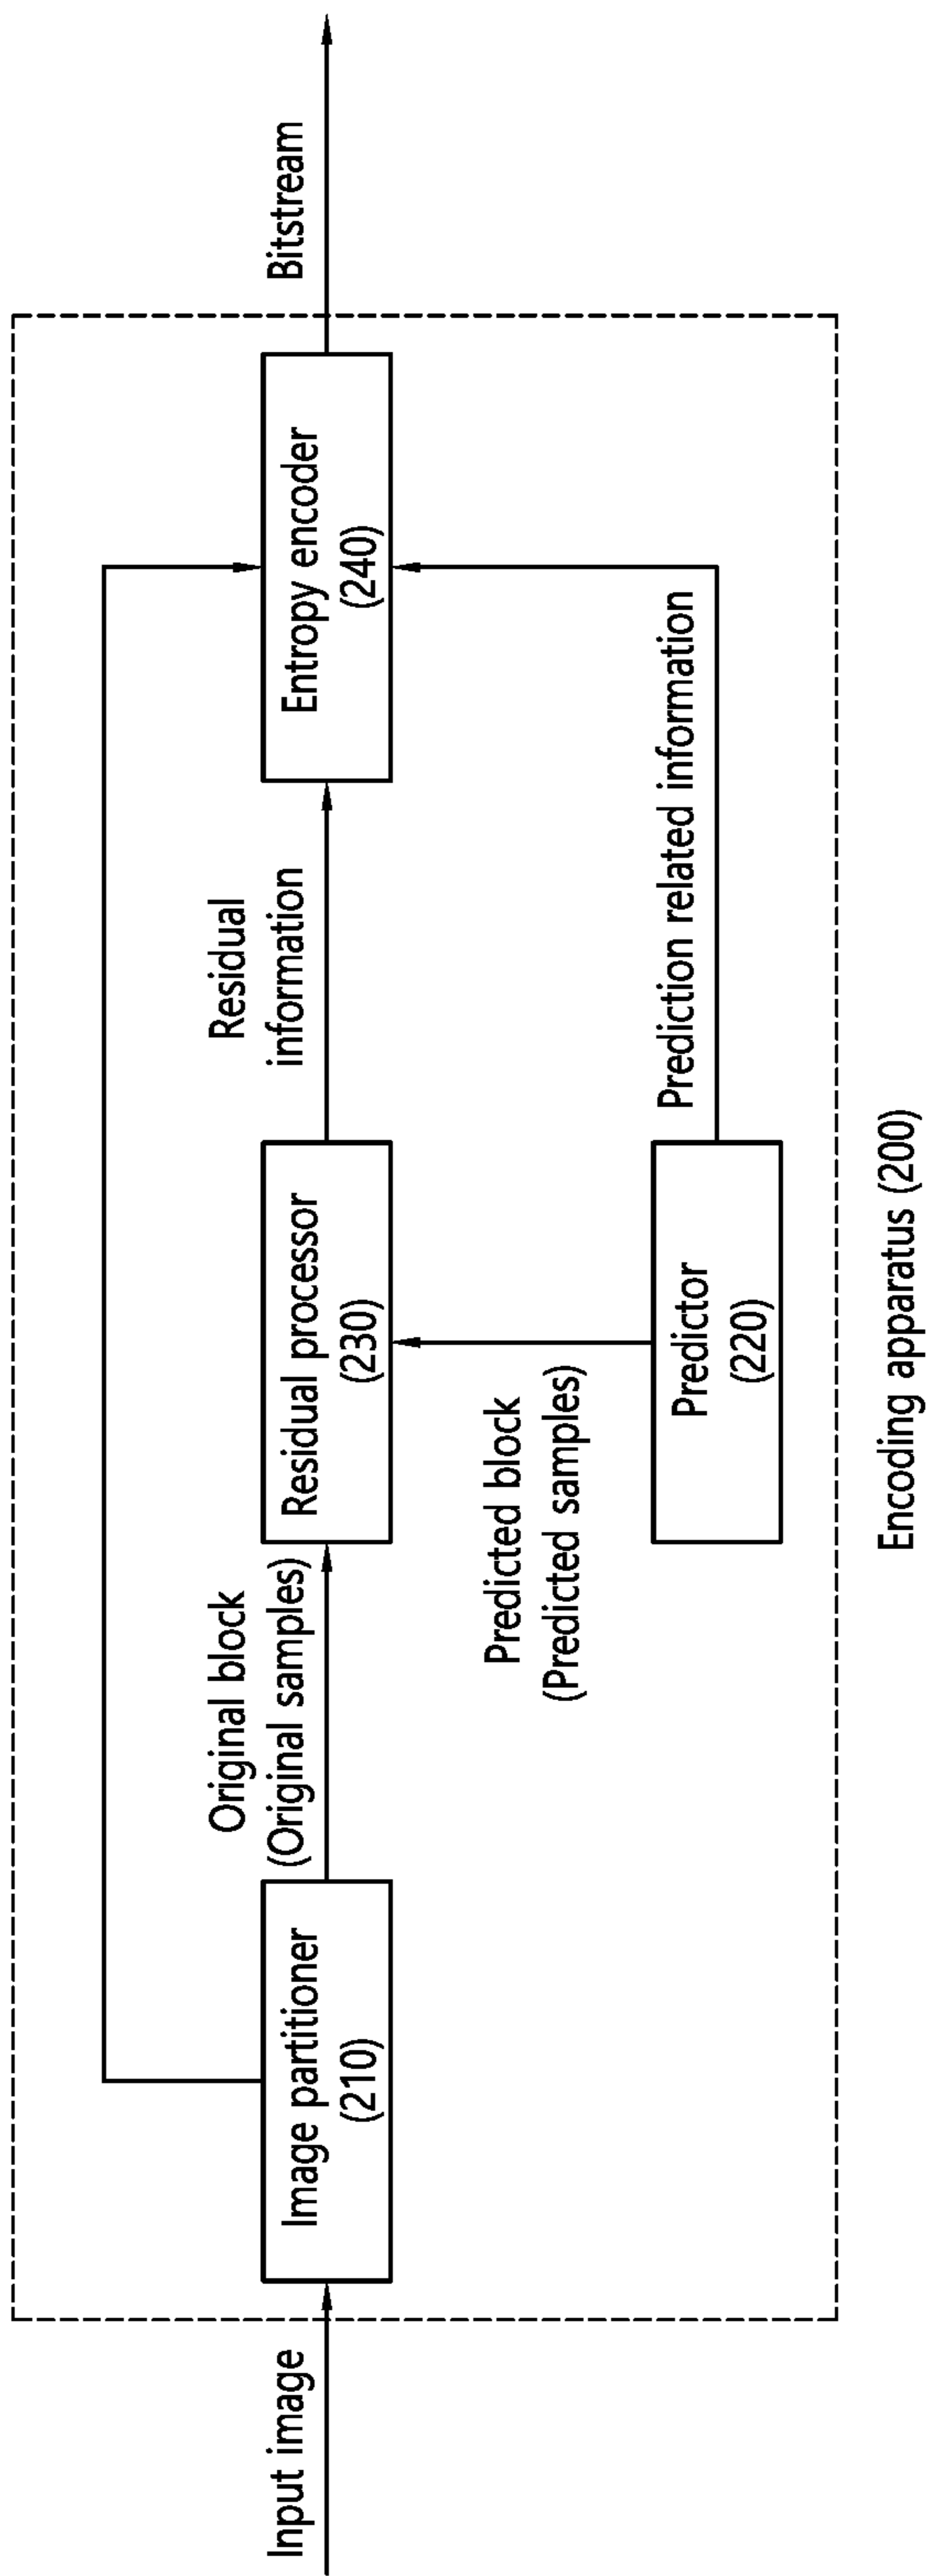 Input image
Image partitioner
(210)
Original block
(Original samples)
Residual processor
(230)
Residual
information
Entropy encoder
(240)
Bitstream
Predicted block
(Predicted samples)
Predictor
(220)
Prediction related information
Encoding apparatus (200)